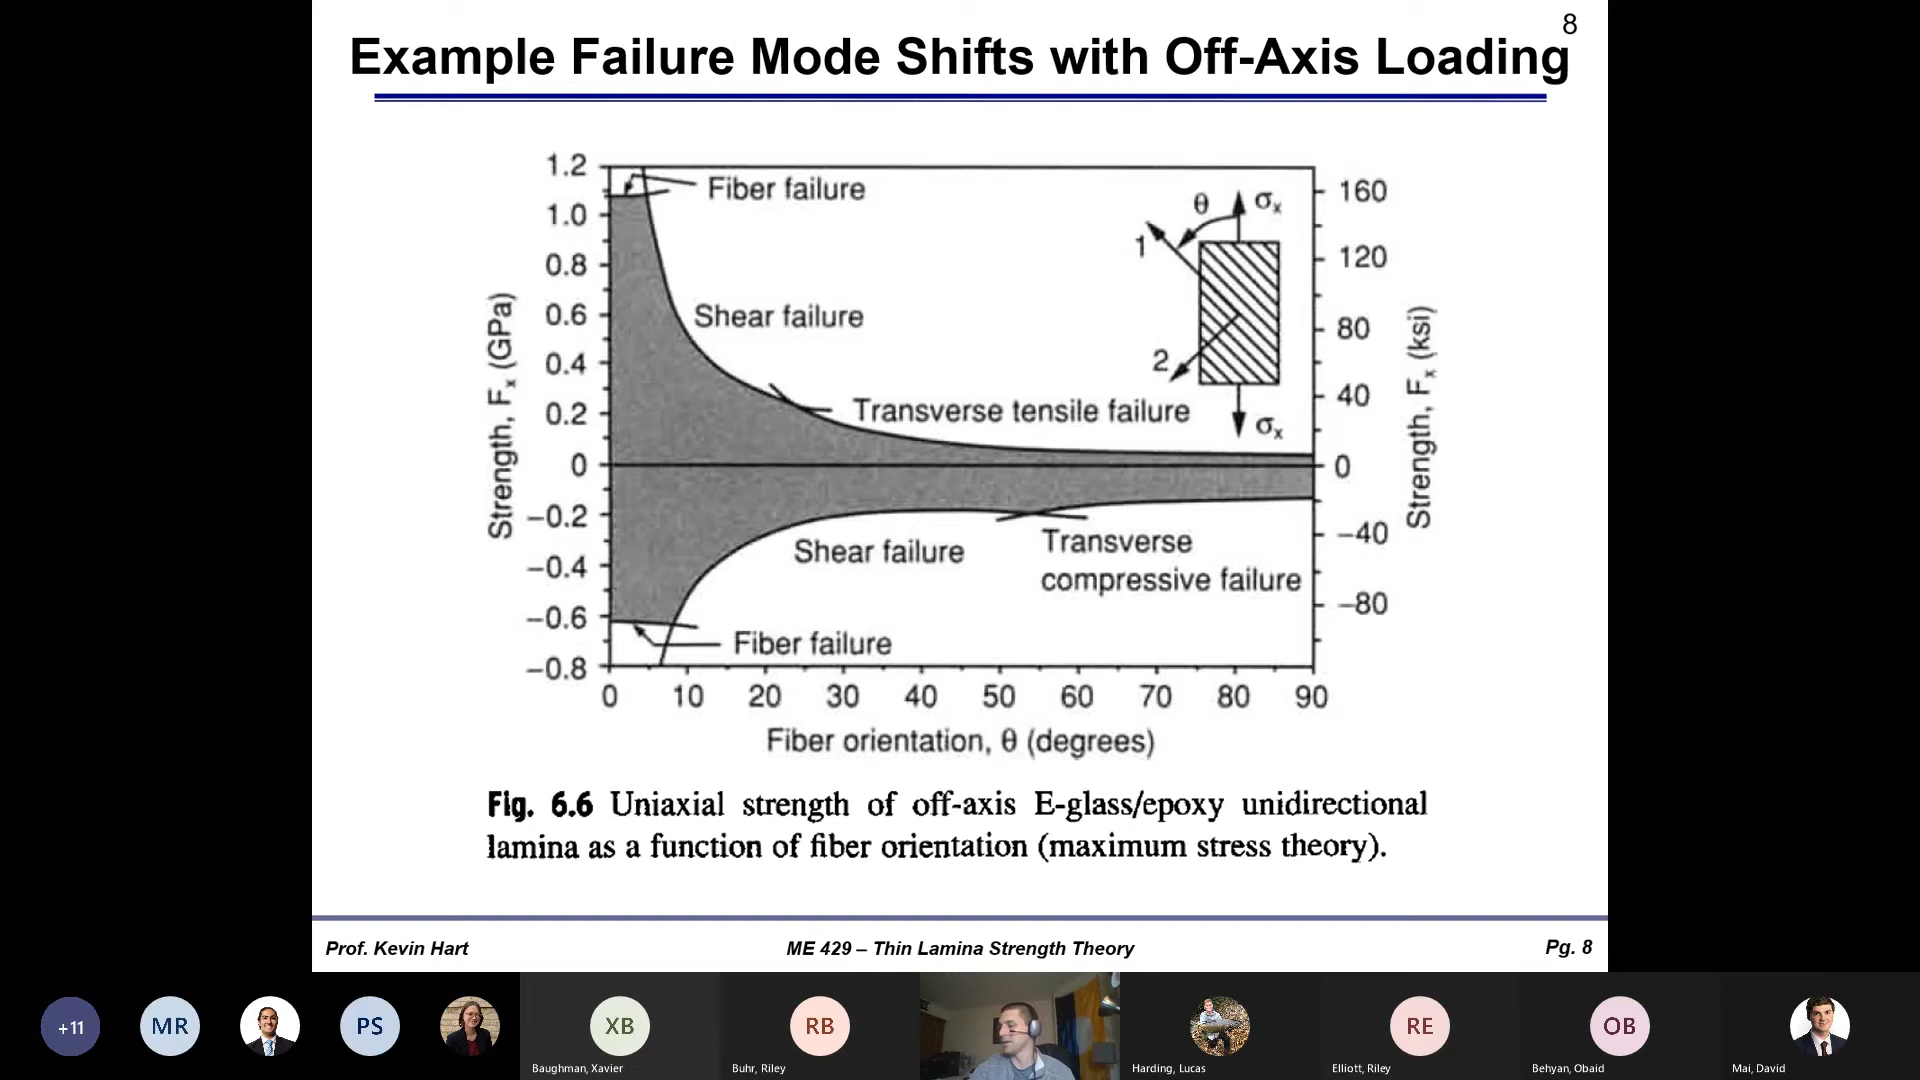 8
Example Failure Mode Shifts with Off-Axis Loading
1.2
1.0
0.8
0.6
0.4
0.2
0
−0.2
−0.4
−0.6
−0.8
Strength, Fx (GPa)
160
120
80
40
0
−40
−80
Strength, Fx (ksi)
Fiber failure
Shear failure
Transverse tensile failure
θ
σx
1
2
σx
Shear failure
Transverse
compressive failure
Fiber failure
0 10 20 30 40 50 60 70 80 90
Fiber orientation, θ (degrees)
Fig. 6.6 Uniaxial strength of off-axis E-glass/epoxy unidirectional
lamina as a function of fiber orientation (maximum stress theory).
Prof. Kevin Hart
ME 429 – Thin Lamina Strength Theory
Pg. 8
+11
MR
PS
XB
RB
RE
OB
Baughman, Xavier
Buhr, Riley
Harding, Lucas
Elliott, Riley
Behyan, Obaid
Mai, David